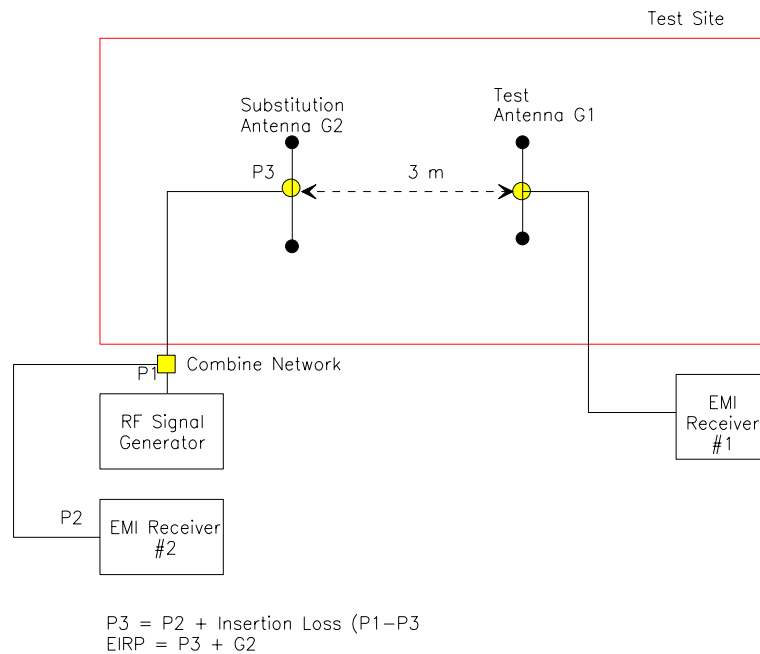 Test Site
Substitution
Antenna G2
Test
Antenna G1
P3
3 m
P1
Combine Network
RF Signal
Generator
EMI
Receiver
#1
P2
EMI Receiver
#2
P3 = P2 + Insertion Loss (P1-P3
EIRP = P3 + G2